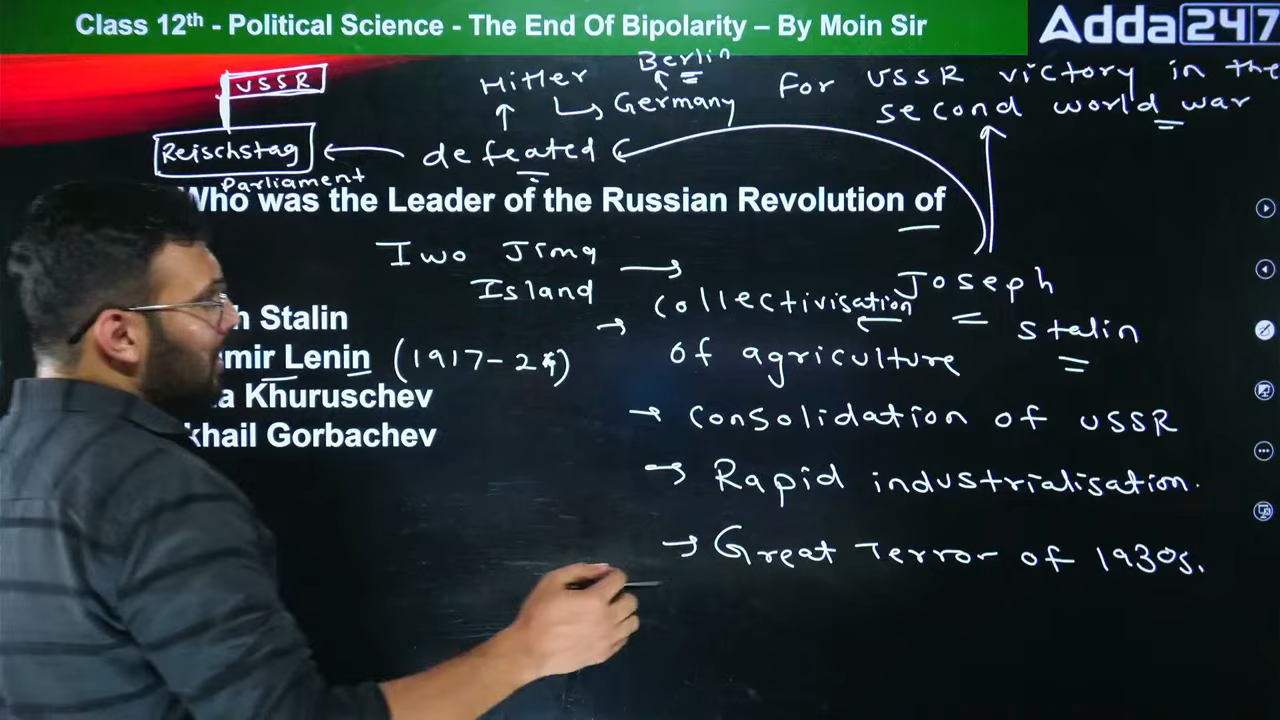 Class 12th - Political Science - The End Of Bipolarity – By Moin Sir
Adda247
USSR
Hitler
Berlin
Germany
For USSR victory in the
second world war
Reischstag
defeated
Parliament
Who was the Leader of the Russian Revolution of
Iwo Jima
Island
Joseph
Stalin
collectivisation
of agriculture
h Stalin
mir Lenin (1917-24)
a Khuruschev
khail Gorbachev
Consolidation of USSR
Rapid industrialisation.
Great Terror of 1930s.